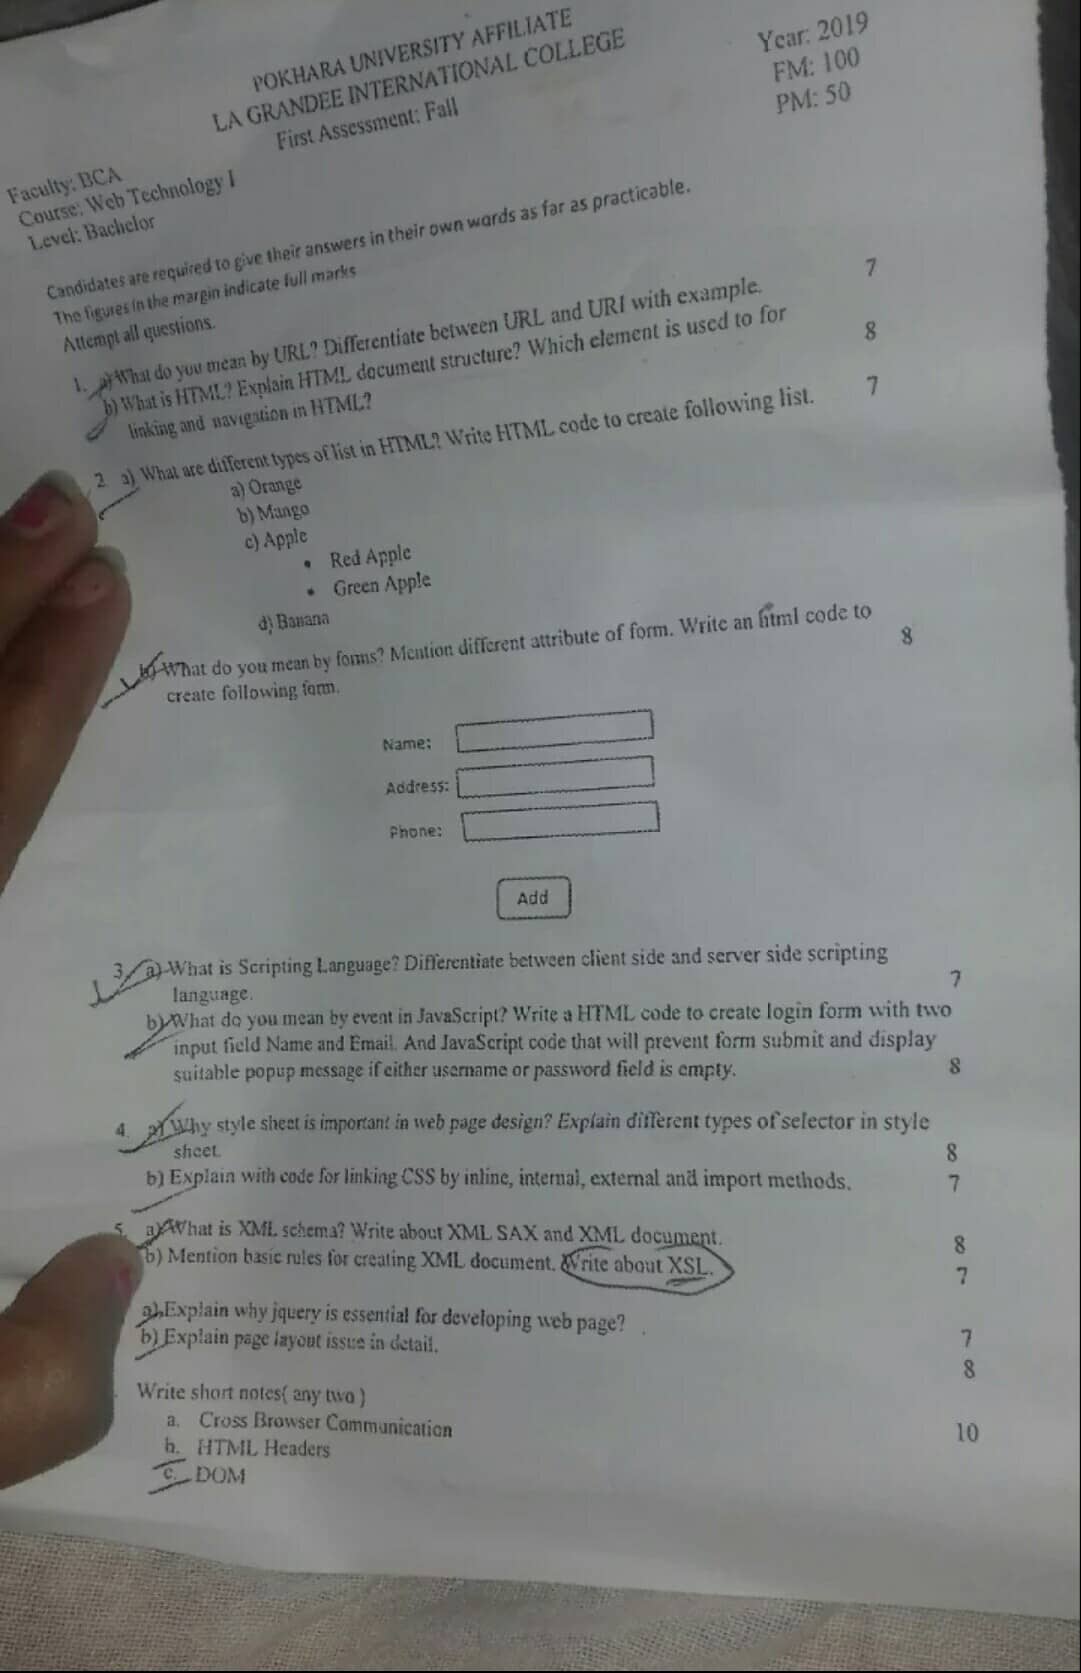 POKHARA UNIVERSITY AFFILIATE
LA GRANDEE INTERNATIONAL COLLEGE
First Assessment: Fall
Year: 2019
FM: 100
PM: 50
Faculty: BCA
Course: Web Technology I
Level: Bachelor
Candidates are required to give their answers in their own words as far as practicable.
The figures in the margin indicate full marks
Attempt all questions.
1. a) What do you mean by URL? Differentiate between URL and URI with example. 7
b) What is HTML? Explain HTML document structure? Which element is used to for 8
linking and navigation in HTML?
2 a) What are different types of list in HTML? Write HTML code to create following list. 7
a) Orange
b) Mango
c) Apple
• Red Apple
• Green Apple
d) Banana
b) What do you mean by forms? Mention different attribute of form. Write an html code to 8
create following form.
Name:
Address:
Phone:
Add
3. a) What is Scripting Language? Differentiate between client side and server side scripting
language. 7
b) What do you mean by event in JavaScript? Write a HTML code to create login form with two
input field Name and Email. And JavaScript code that will prevent form submit and display
suitable popup message if either username or password field is empty. 8
4. a) Why style sheet is important in web page design? Explain different types of selector in style
sheet. 8
b) Explain with code for linking CSS by inline, internal, external and import methods. 7
5. a) What is XML schema? Write about XML SAX and XML document. 8
b) Mention basic rules for creating XML document. Write about XSL. 7
a) Explain why jquery is essential for developing web page? 7
b) Explain page layout issue in detail. 8
Write short notes( any two ) 10
a. Cross Browser Communication
b. HTML Headers
c. DOM